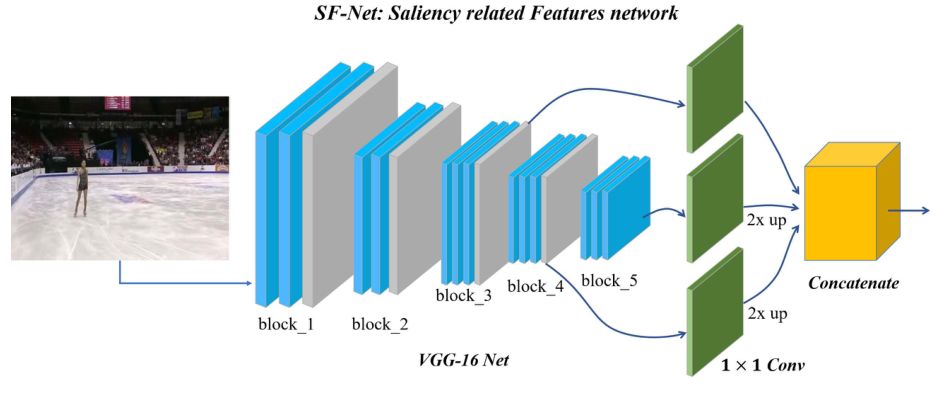 SF-Net: Saliency related Features network
2x up
block_3
block_4
block_5
Concatenate
block_1
block_2
2x up
VGG-16 Net
1 × 1 Conv